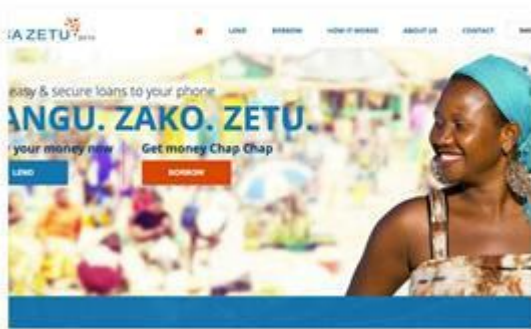 A ZETU BETA
LEND BORROW HOW IT WORKS ABOUT US CONTACT
easy & secure loans to your phone
ANGU. ZAKO. ZETU.
your money now Get money Chap Chap
LEND BORROW